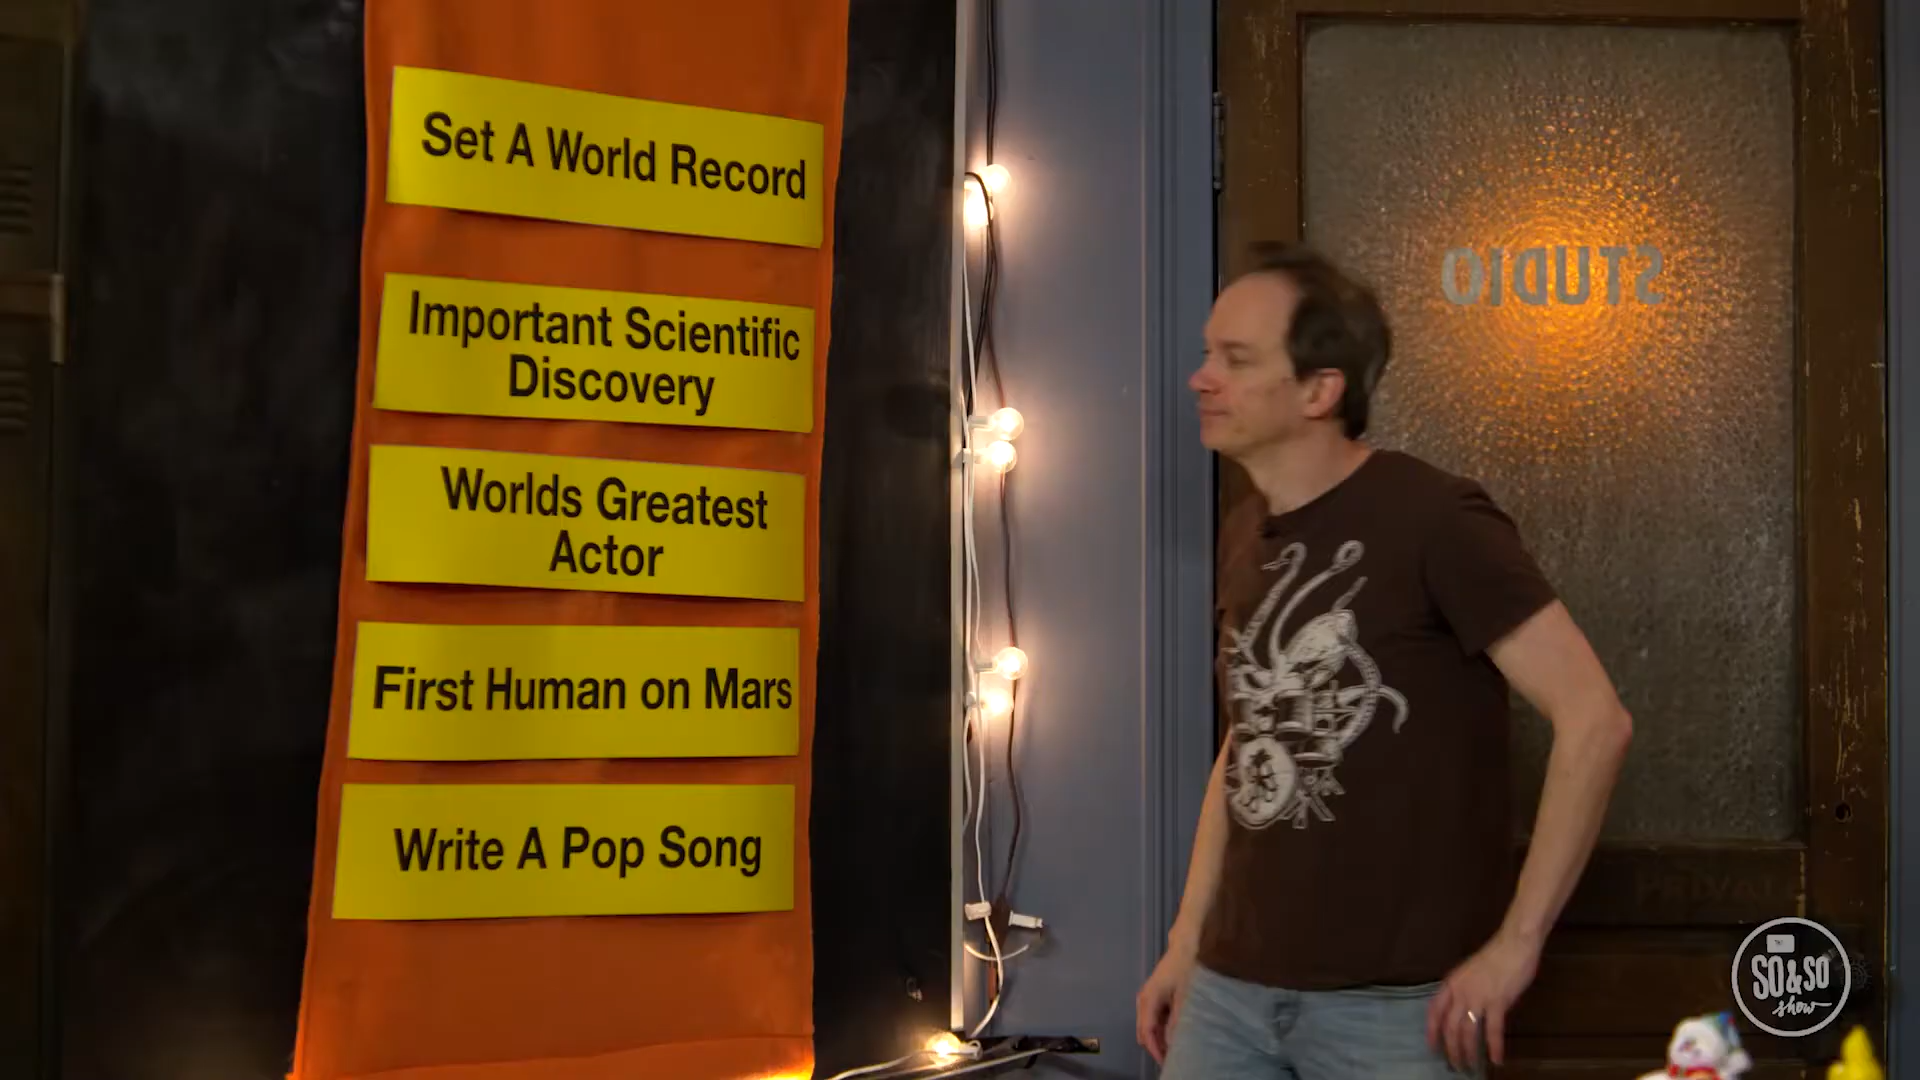 Set A World Record
Important Scientific
Discovery
Worlds Greatest
Actor
First Human on Mars
Write A Pop Song
STUDIO
PRIVATE
SO&SO
show